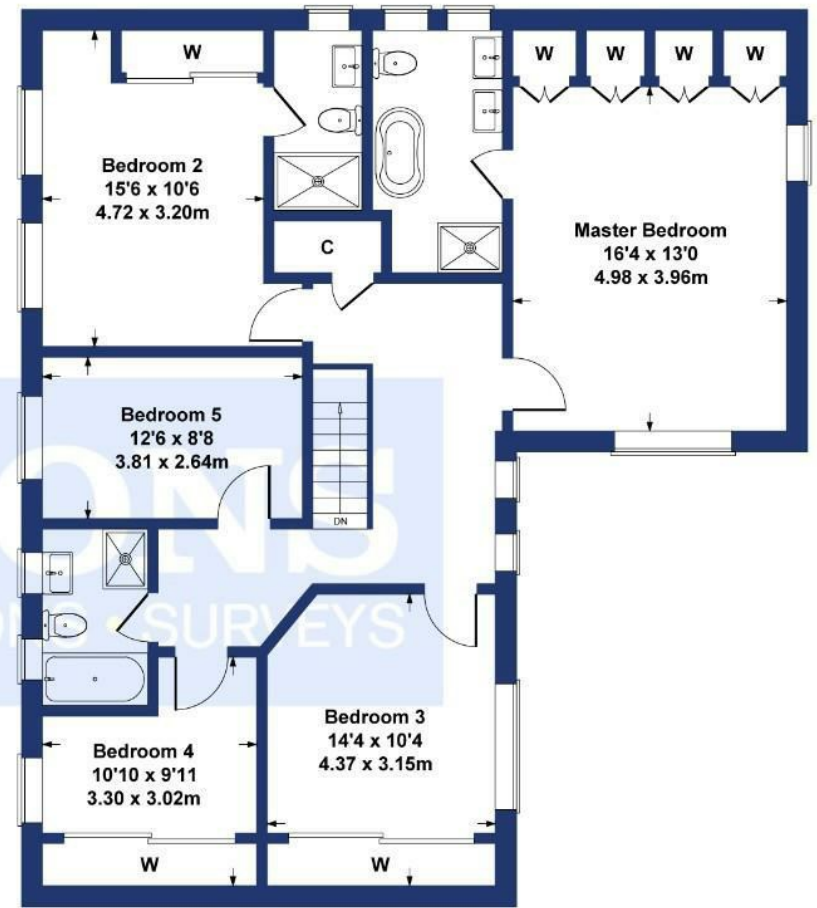 W
W
W
W
W
Bedroom 2
15'6 x 10'6
4.72 x 3.20m
Master Bedroom
16'4 x 13'0
4.98 x 3.96m
C
Bedroom 5
12'6 x 8'8
3.81 x 2.64m
DN
ONS
ONS • SURVEYS
Bedroom 3
14'4 x 10'4
4.37 x 3.15m
Bedroom 4
10'10 x 9'11
3.30 x 3.02m
W
W